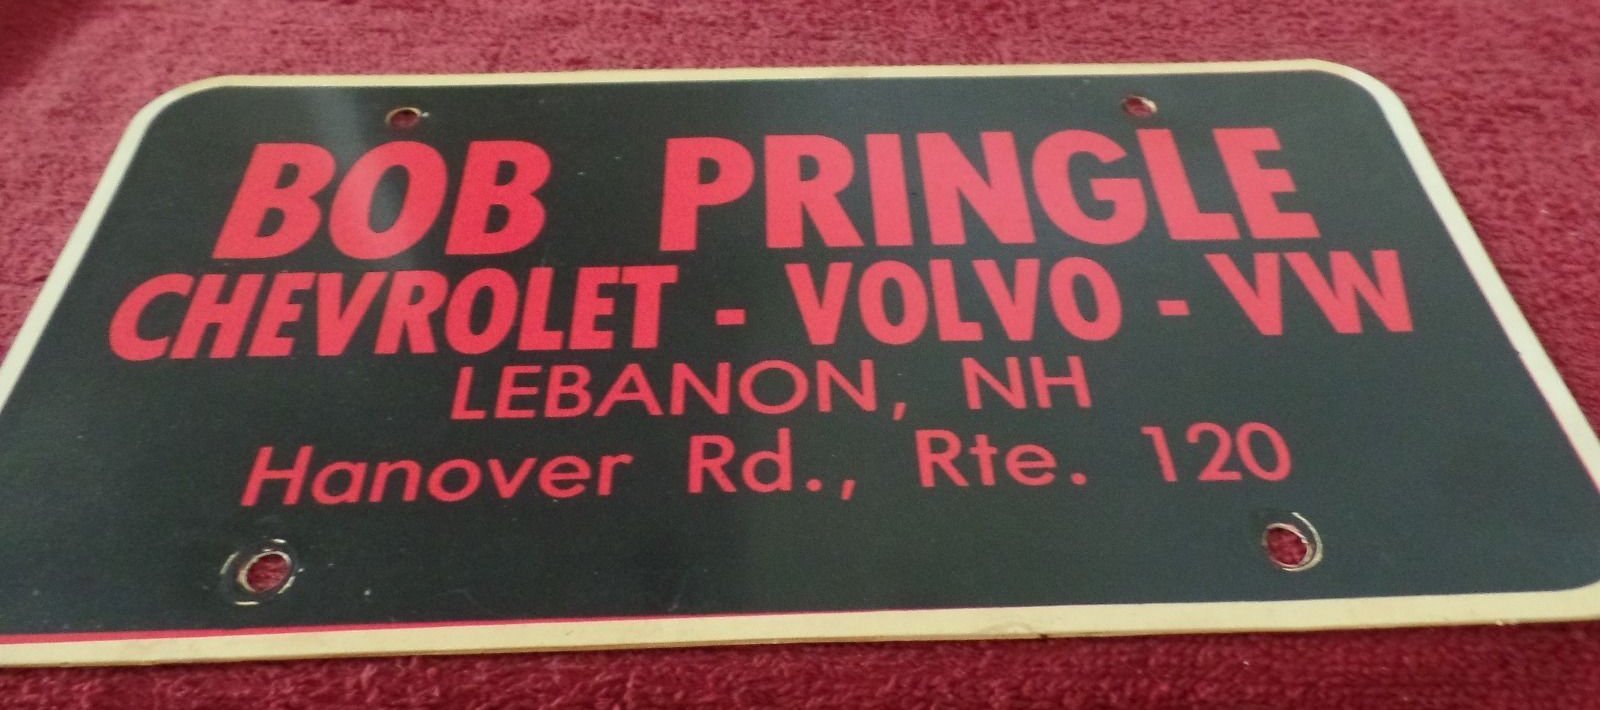 BOB PRINGLE
CHEVROLET - VOLVO - VW
LEBANON, NH
Hanover Rd., Rte. 120